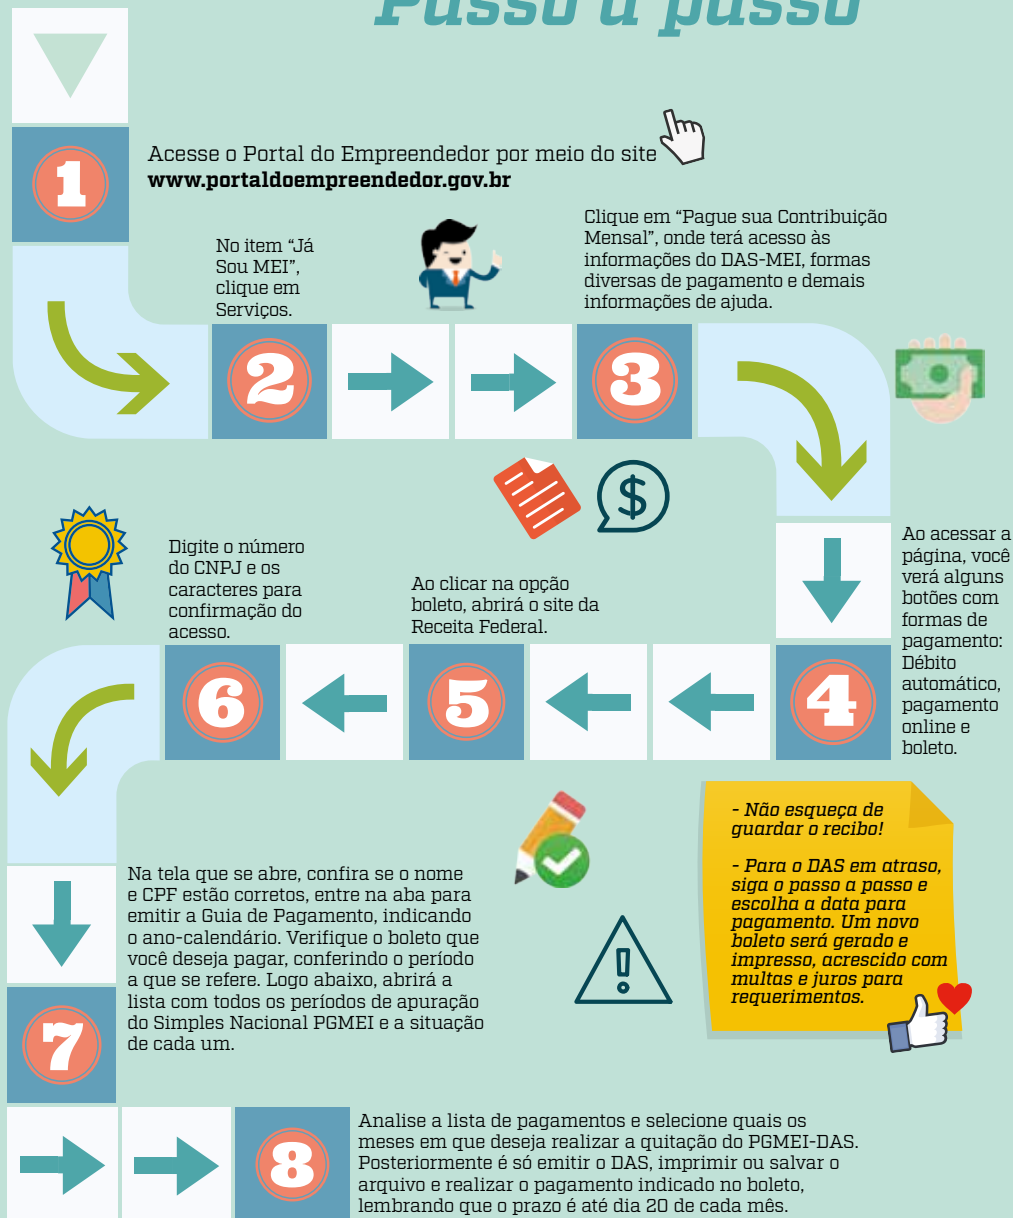 Passo a passo
1
Acesse o Portal do Empreendedor por meio do site
www.portaldoempreendedor.gov.br
No item “Já
Sou MEI”,
clique em
Serviços.
2
Clique em “Pague sua Contribuição
Mensal”, onde terá acesso às
informações do DAS-MEI, formas
diversas de pagamento e demais
informações de ajuda.
3
$
Ao acessar a
página, você
verá alguns
botões com
formas de
pagamento:
Débito
automático,
pagamento
online e
boleto.
4
Ao clicar na opção
boleto, abrirá o site da
Receita Federal.
5
Digite o número
do CNPJ e os
caracteres para
confirmação do
acesso.
6
Na tela que se abre, confira se o nome
e CPF estão corretos, entre na aba para
emitir a Guia de Pagamento, indicando
o ano-calendário. Verifique o boleto que
você deseja pagar, conferindo o período
a que se refere. Logo abaixo, abrirá a
lista com todos os períodos de apuração
do Simples Nacional PGMEI e a situação
de cada um.
7
!
- Não esqueça de
guardar o recibo!
- Para o DAS em atraso,
siga o passo a passo e
escolha a data para
pagamento. Um novo
boleto será gerado e
impresso, acrescido com
multas e juros para
requerimentos.
8
Analise a lista de pagamentos e selecione quais os
meses em que deseja realizar a quitação do PGMEI-DAS.
Posteriormente é só emitir o DAS, imprimir ou salvar o
arquivo e realizar o pagamento indicado no boleto,
lembrando que o prazo é até dia 20 de cada mês.